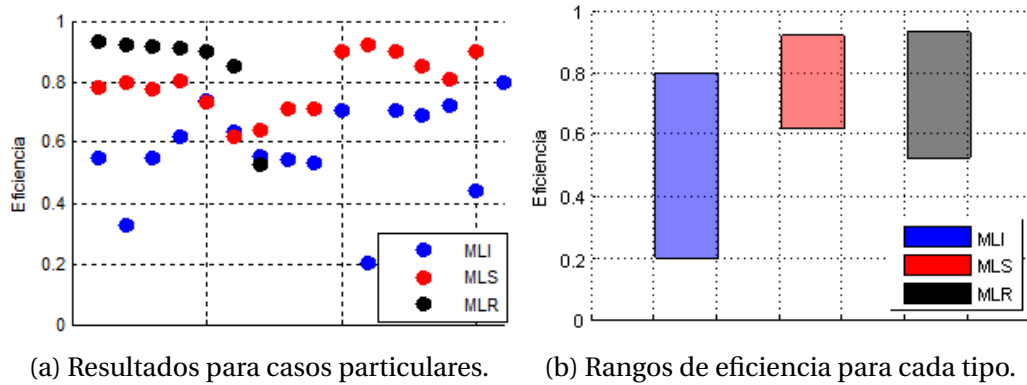 1
0.8
0.6
0.4
0.2
0
Eficiencia
MLI
MLS
MLR
(a) Resultados para casos particulares.
1
0.8
0.6
0.4
0.2
0
Eficiencia
MLI
MLS
MLR
(b) Rangos de eficiencia para cada tipo.